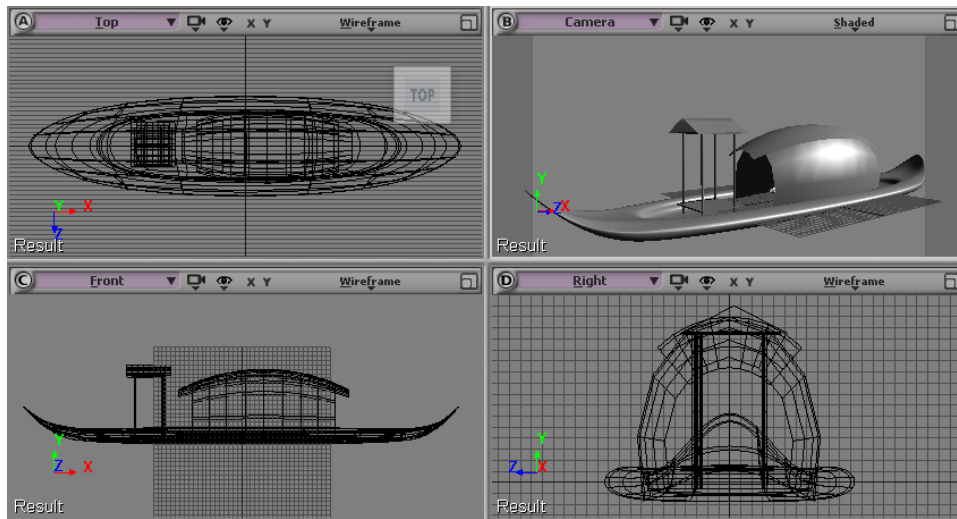 A Top X Y Wireframe
TOP
Y X
Z
Result
B Camera X Y Shaded
Y
Z X
Result
C Front X Y Wireframe
Y
Z X
Result
D Right X Y Wireframe
Y
Z X
Result